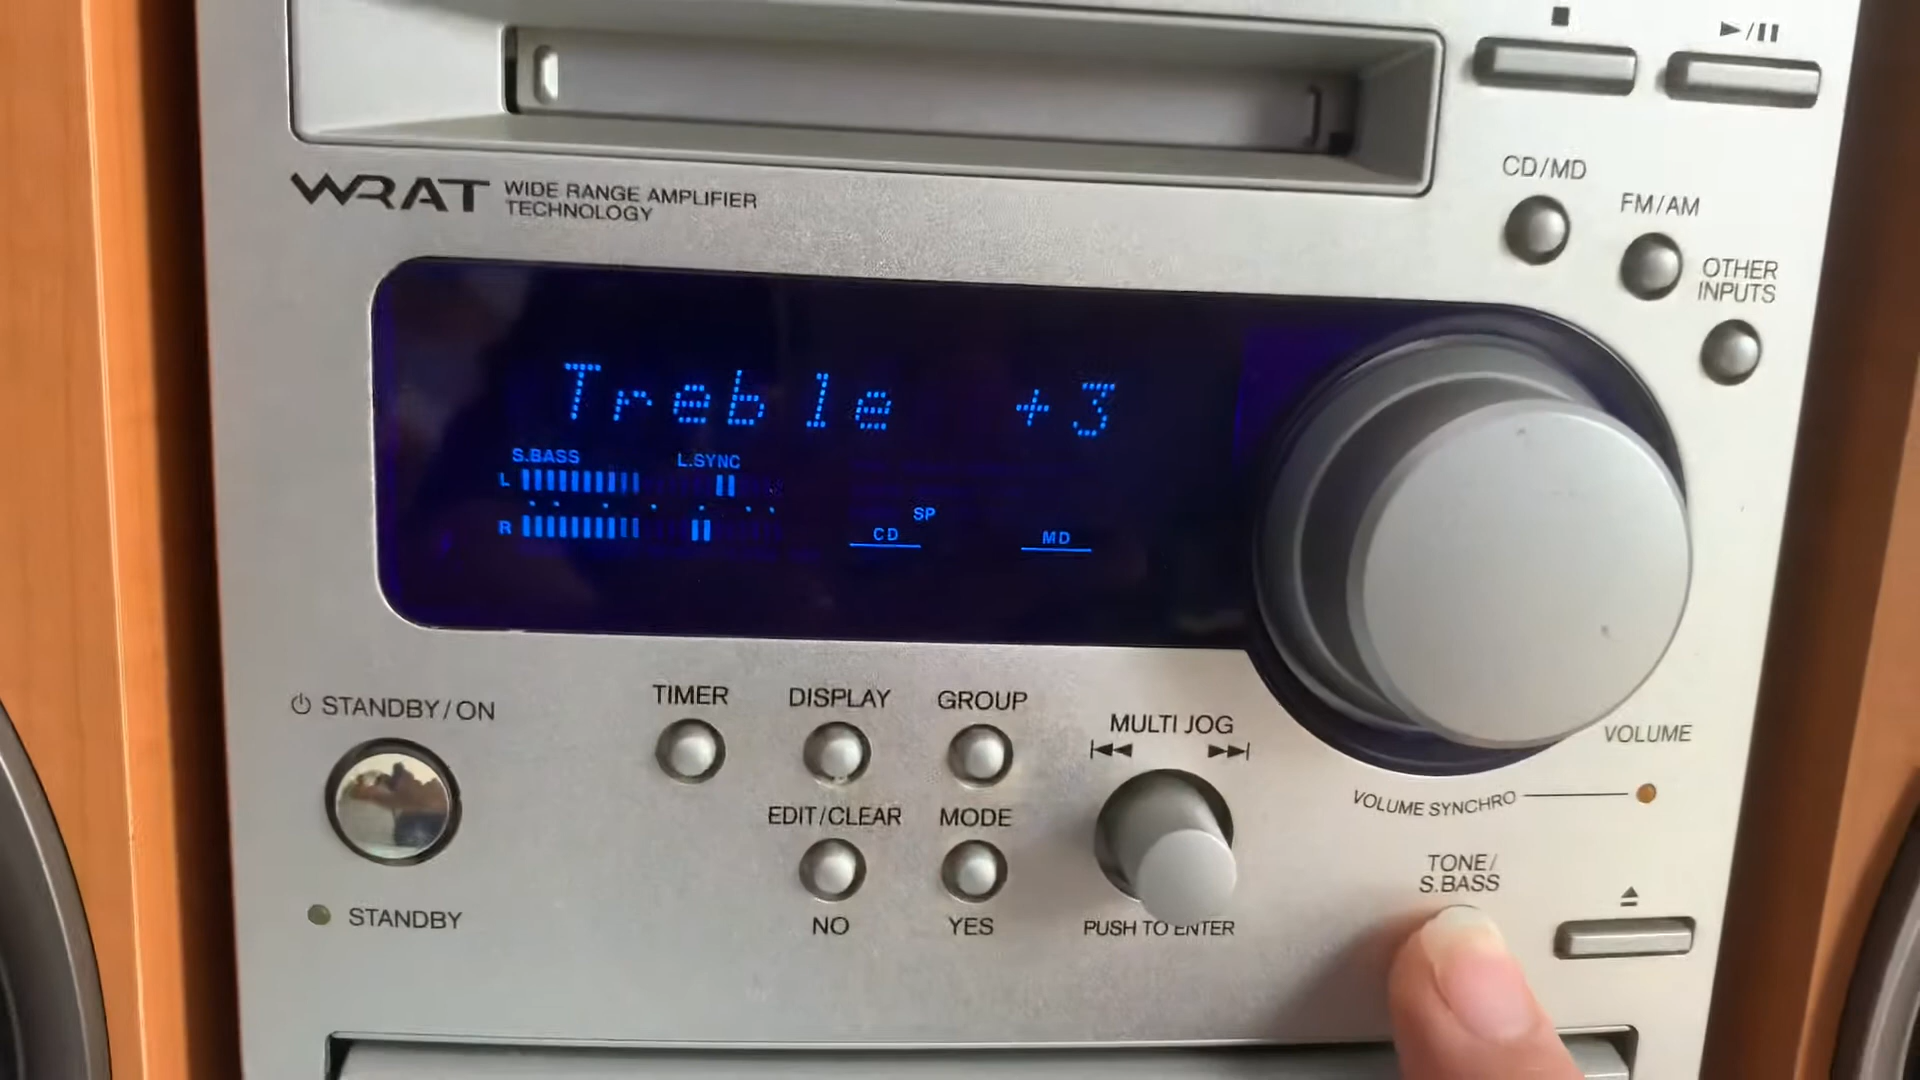 CD/MD
FM/AM
OTHER
INPUTS
WRAT WIDE RANGE AMPLIFIER
TECHNOLOGY
Treble +3
S.BASS L.SYNC
L
R
SP
CD
MD
STANDBY/ON
TIMER
DISPLAY
GROUP
MULTI JOG
VOLUME
VOLUME SYNCHRO
EDIT/CLEAR
MODE
TONE/
S.BASS
STANDBY
NO
YES
PUSH TO ENTER